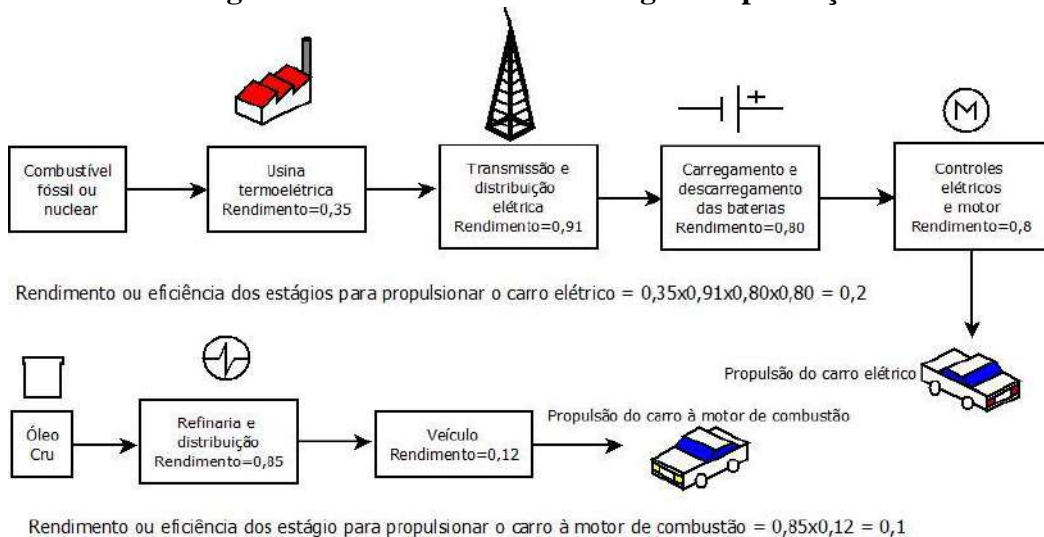 Combustível
fóssil ou
nuclear
Usina
termoelétrica
Rendimento=0,35
Transmissão e
distribuição
elétrica
Rendimento=0,91
+
Carregamento e
descarregamento
das baterias
Rendimento=0,80
M
Controles
elétricos
e motor
Rendimento=0,8
Rendimento ou eficiência dos estágios para propulsionar o carro elétrico = 0,35x0,91x0,80x0,80 = 0,2
Propulsão do carro elétrico
Óleo
Cru
Refinaria e
distribuição
Rendimento=0,85
Veículo
Rendimento=0,12
Propulsão do carro à motor de combustão
Rendimento ou eficiência dos estágio para propulsionar o carro à motor de combustão = 0,85x0,12 = 0,1